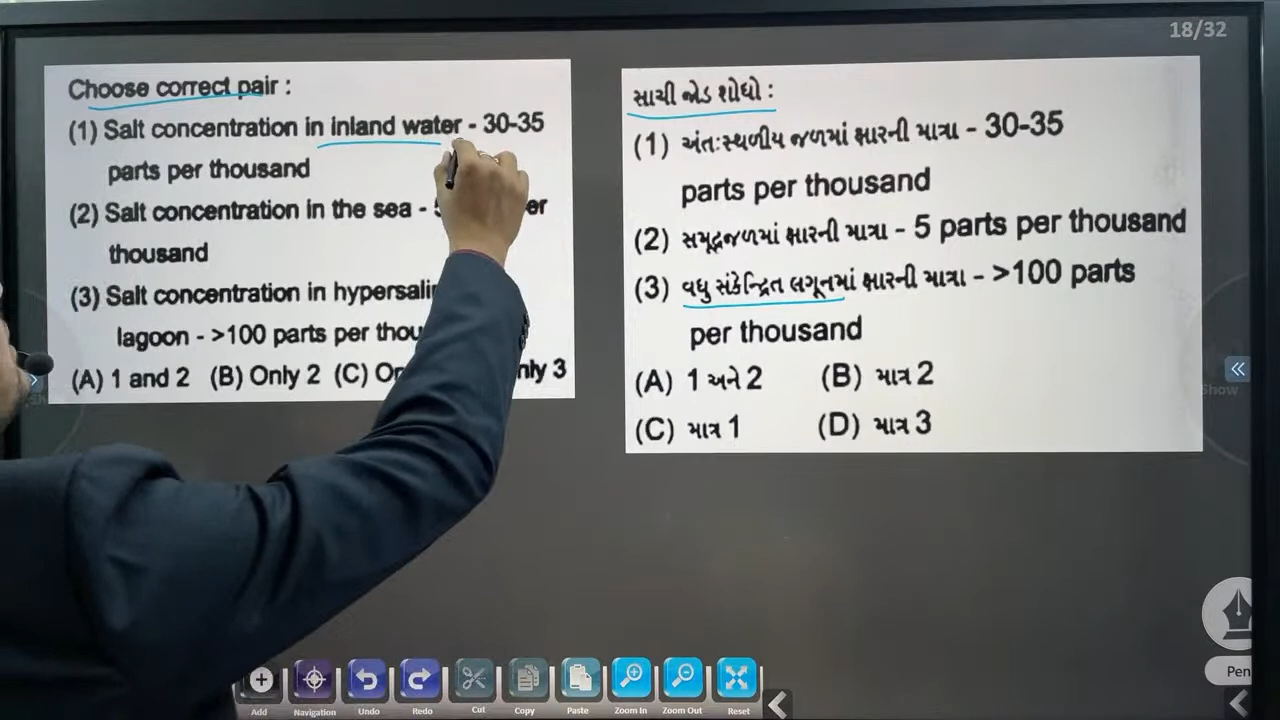 18/32
Choose correct pair :
(1) Salt concentration in inland water - 30-35
parts per thousand
(2) Salt concentration in the sea -
thousand
(3) Salt concentration in
lagoon - >100 parts per
(A) 1 and 2 (B) Only 2 (C) 3
સાચી જોડ શોધો :
(1) અંતઃસ્થળીય જળમાં ક્ષારની માત્રા - 30-35
parts per thousand
(2) સમૂદ્રજળમાં ક્ષારની માત્રા - 5 parts per thousand
(3) વધુ સંકેન્દ્રિત લગૂનમાં ક્ષારની માત્રા - >100 parts
per thousand
(A) 1 અને 2 (B) માત્ર 2
(C) માત્ર 1 (D) માત્ર 3
Show
Pen
Add Navigation Undo Redo Cut Copy Paste Zoom In Zoom Out Reset